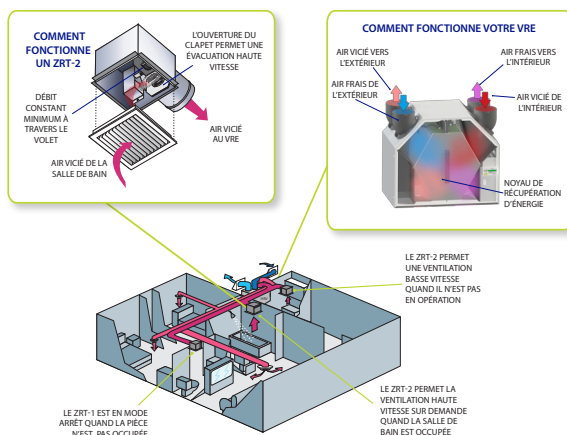 COMMENT
FONCTIONNE
UN ZRT-2
L'OUVERTURE DU
CLAPET PERMET UNE
ÉVACUATION HAUTE
VITESSE
DÉBIT
CONSTANT
MINIMUM À
TRAVERS LE
VOLET
AIR VICIÉ
AU VRE
AIR VICIÉ DE LA
SALLE DE BAIN
COMMENT FONCTIONNE VOTRE VRE
AIR VICIÉ VERS
L'EXTÉRIEUR
AIR FRAIS VERS
L'INTÉRIEUR
AIR FRAIS DE
L'EXTÉRIEUR
AIR VICIÉ DE
L'INTÉRIEUR
NOYAU DE
RÉCUPÉRATION
D'ÉNERGIE
LE ZRT-2 PERMET
UNE VENTILATION
BASSE VITESSE
QUAND IL N'EST PAS
EN OPÉRATION
LE ZRT-2 PERMET LA
VENTILATION HAUTE
VITESSE SUR DEMANDE
QUAND LA SALLE DE
BAIN EST OCCUPÉE
LE ZRT-1 EST EN MODE
ARRÊT QUAND LA PIÈCE
N'EST PAS OCCUPÉE